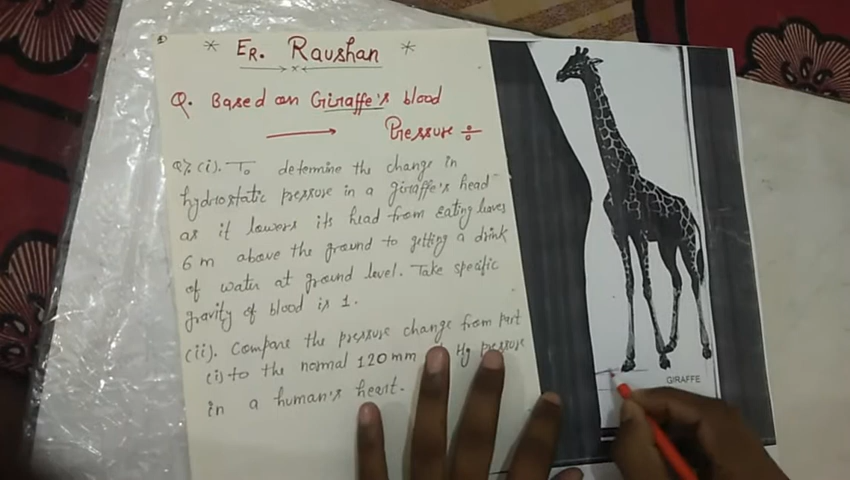 * ER. Raushan *
Q. Based on Giraffe's blood
Pressure ÷
Q⁄. (i). To determine the change in
hydrostatic pressure in a giraffe's head
as it lowers its head from Eating leaves
6 m above the ground to getting a drink
of water at ground level. Take specific
gravity of blood is 1.
(ii). Compare the pressure change from part
(i) to the normal 120 mm Hg pressure
in a human's heart.
GIRAFFE